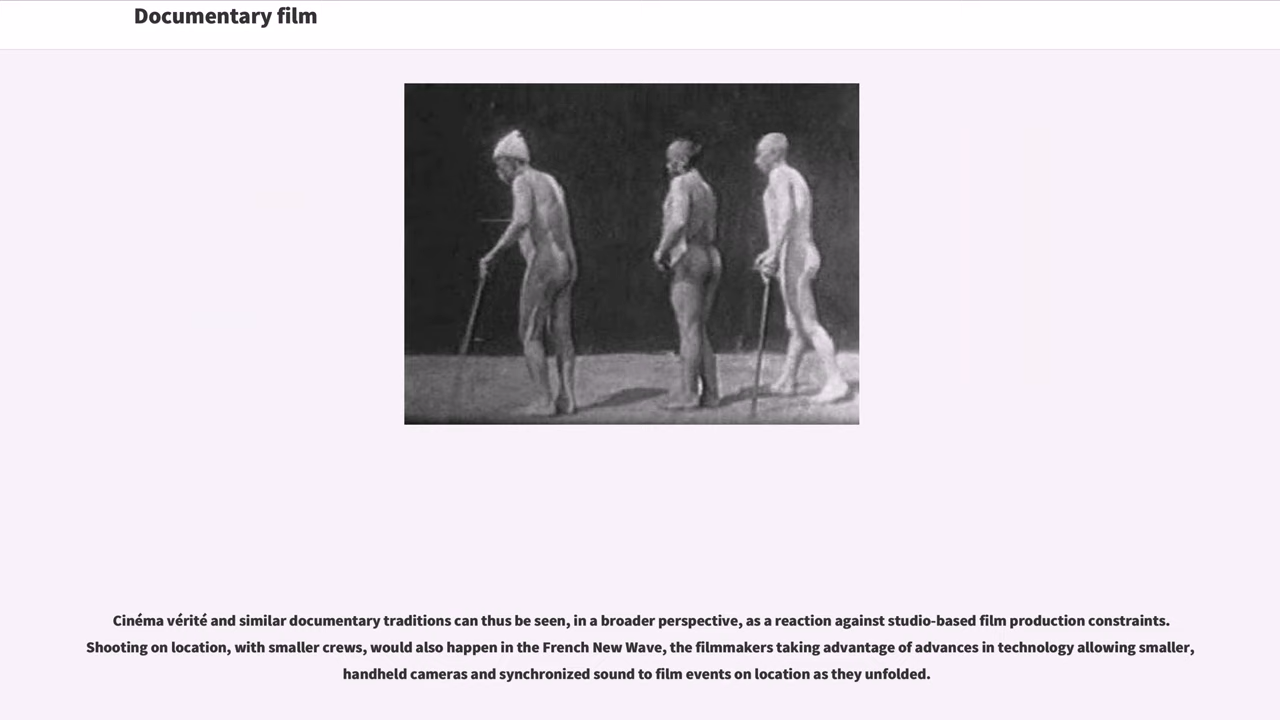 Documentary film
Cinéma vérité and similar documentary traditions can thus be seen, in a broader perspective, as a reaction against studio-based film production constraints.
Shooting on location, with smaller crews, would also happen in the French New Wave, the filmmakers taking advantage of advances in technology allowing smaller,
handheld cameras and synchronized sound to film events on location as they unfolded.